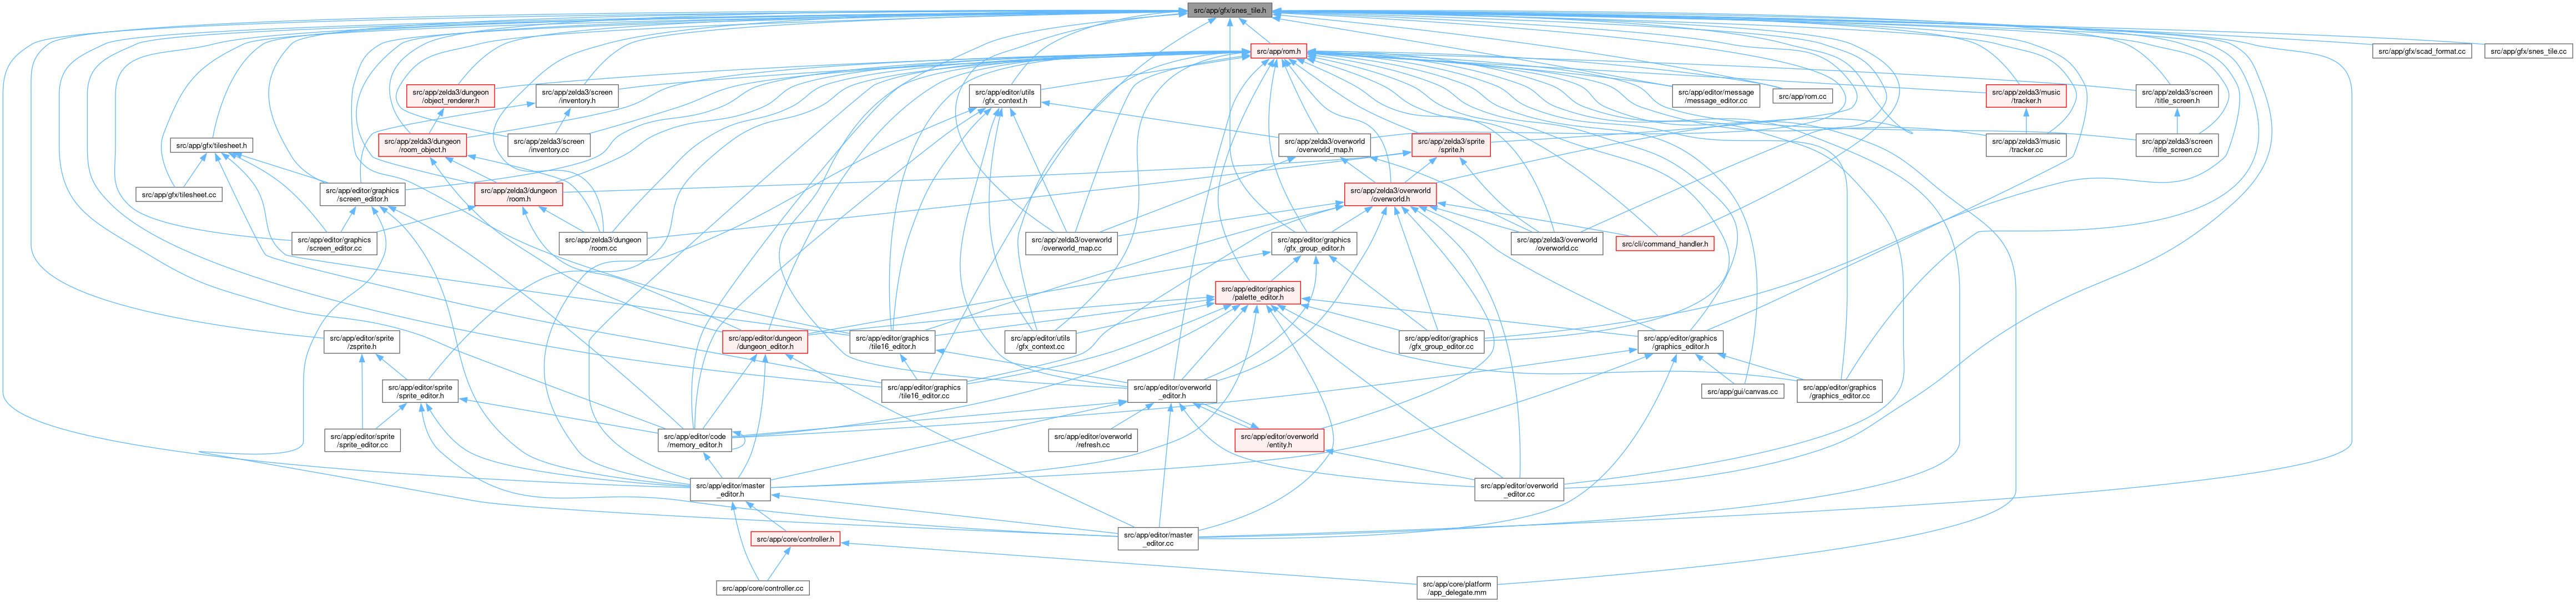 src/app/gfx/snes_tile.h
src/app/rom.h
src/app/gfx/scad_format.cc
src/app/gfx/snes_tile.cc
src/app/zelda3/dungeon
/object_renderer.h
src/app/zelda3/screen
/inventory.h
src/app/editor/utils
/gfx_context.h
src/app/editor/message
/message_editor.cc
src/app/rom.cc
src/app/zelda3/music
/tracker.h
src/app/zelda3/screen
/title_screen.h
src/app/gfx/tilesheet.h
src/app/zelda3/dungeon
/room_object.h
src/app/zelda3/screen
/inventory.cc
src/app/zelda3/overworld
/overworld_map.h
src/app/zelda3/sprite
/sprite.h
src/app/zelda3/music
/tracker.cc
src/app/zelda3/screen
/title_screen.cc
src/app/gfx/tilesheet.cc
src/app/editor/graphics
/screen_editor.h
src/app/zelda3/dungeon
/room.h
src/app/zelda3/overworld
/overworld.h
src/app/editor/graphics
/screen_editor.cc
src/app/zelda3/dungeon
/room.cc
src/app/zelda3/overworld
/overworld_map.cc
src/app/editor/graphics
/gfx_group_editor.h
src/app/zelda3/overworld
/overworld.cc
src/cli/command_handler.h
src/app/editor/graphics
/palette_editor.h
src/app/editor/sprite
/zsprite.h
src/app/editor/dungeon
/dungeon_editor.h
src/app/editor/graphics
/tile16_editor.h
src/app/editor/utils
/gfx_context.cc
src/app/editor/graphics
/gfx_group_editor.cc
src/app/editor/graphics
/graphics_editor.h
src/app/editor/sprite
/sprite_editor.h
src/app/editor/graphics
/tile16_editor.cc
src/app/editor/overworld
_editor.h
src/app/gui/canvas.cc
src/app/editor/graphics
/graphics_editor.cc
src/app/editor/sprite
/sprite_editor.cc
src/app/editor/code
/memory_editor.h
src/app/editor/overworld
/refresh.cc
src/app/editor/overworld
/entity.h
src/app/editor/master
_editor.h
src/app/editor/overworld
_editor.cc
src/app/core/controller.h
src/app/editor/master
_editor.cc
src/app/core/controller.cc
src/app/core/platform
/app_delegate.mm